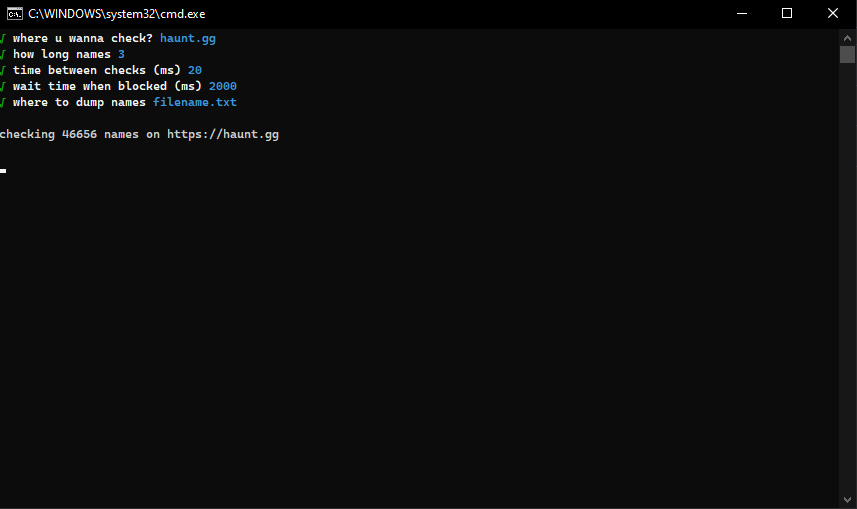 C:\WINDOWS\system32\cmd.exe
√ where u wanna check? haunt.gg
√ how long names 3
√ time between checks (ms) 20
√ wait time when blocked (ms) 2000
√ where to dump names filename.txt
checking 46656 names on https://haunt.gg